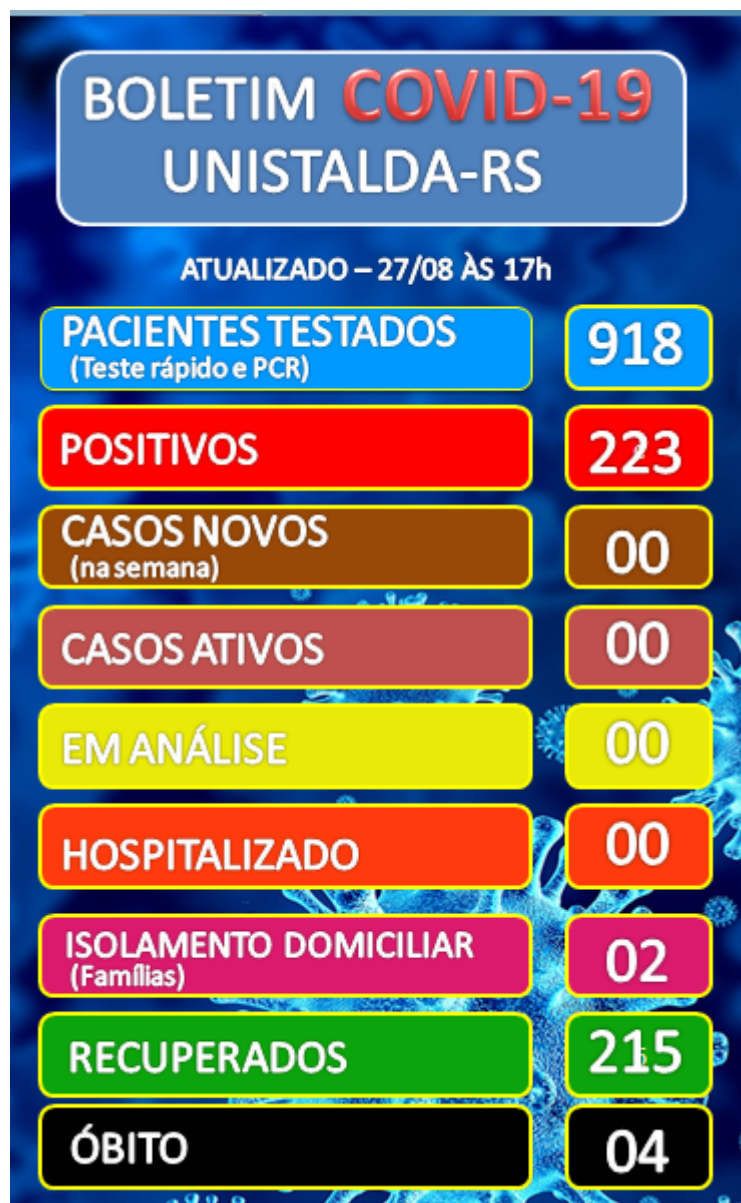 BOLETIM COVID-19
UNISTALDA-RS
ATUALIZADO – 27/08 ÀS 17h
PACIENTES TESTADOS 918
(Teste rápido e PCR)
POSITIVOS 223
CASOS NOVOS 00
(na semana)
CASOS ATIVOS 00
EM ANÁLISE 00
HOSPITALIZADO 00
ISOLAMENTO DOMICILIAR 02
(Famílias)
RECUPERADOS 215
ÓBITO 04